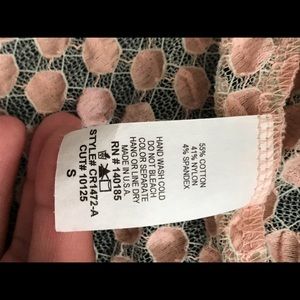 55% COTTON
41% NYLON
4% SPANDEX
HAND WASH COLD
DO NOT BLEACH
COLOR SEPARATE
HANG OR LINE DRY
MADE IN U.S.A.
RN # 140185
STYLE# CR1472-A
CUT# 10125
S